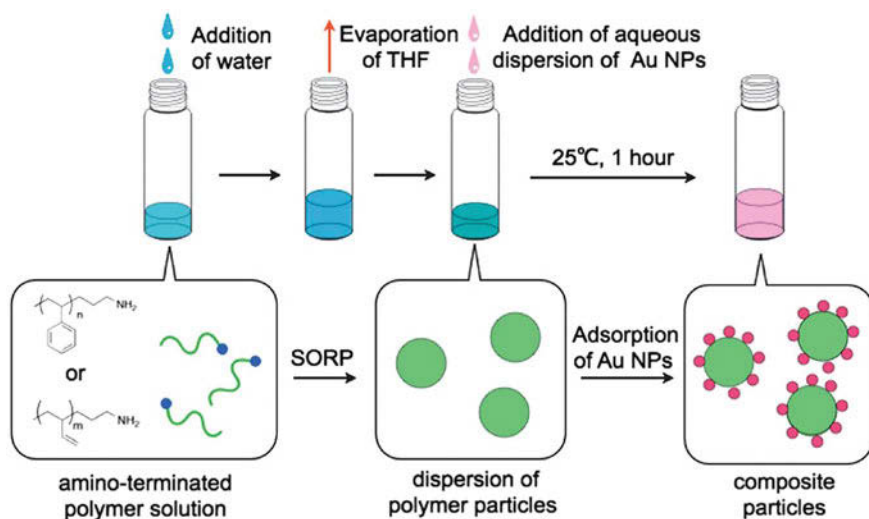 Addition
of water
Evaporation
of THF
Addition of aqueous
dispersion of Au NPs
25℃, 1 hour
n
NH₂
or
m
NH₂
SORP
Adsorption
of Au NPs
amino-terminated
polymer solution
dispersion of
polymer particles
composite
particles